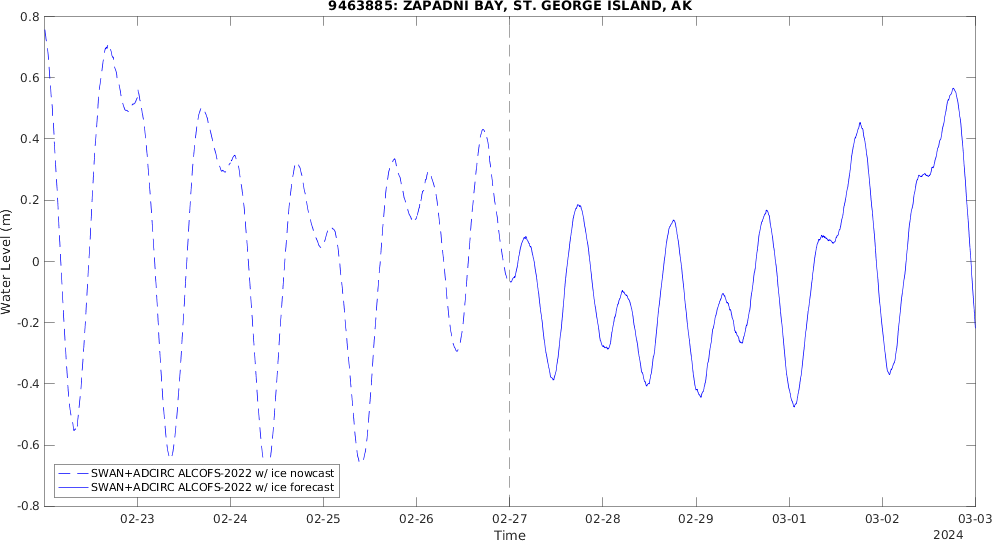 9463885: ZAPADNI BAY, ST. GEORGE ISLAND, AK
Water Level (m)
0.8
0.6
0.4
0.2
0
-0.2
-0.4
-0.6
-0.8
SWAN+ADCIRC ALCOFS-2022 w/ ice nowcast
SWAN+ADCIRC ALCOFS-2022 w/ ice forecast
02-23 02-24 02-25 02-26 02-27 02-28 02-29 03-01 03-02 03-03
Time
2024